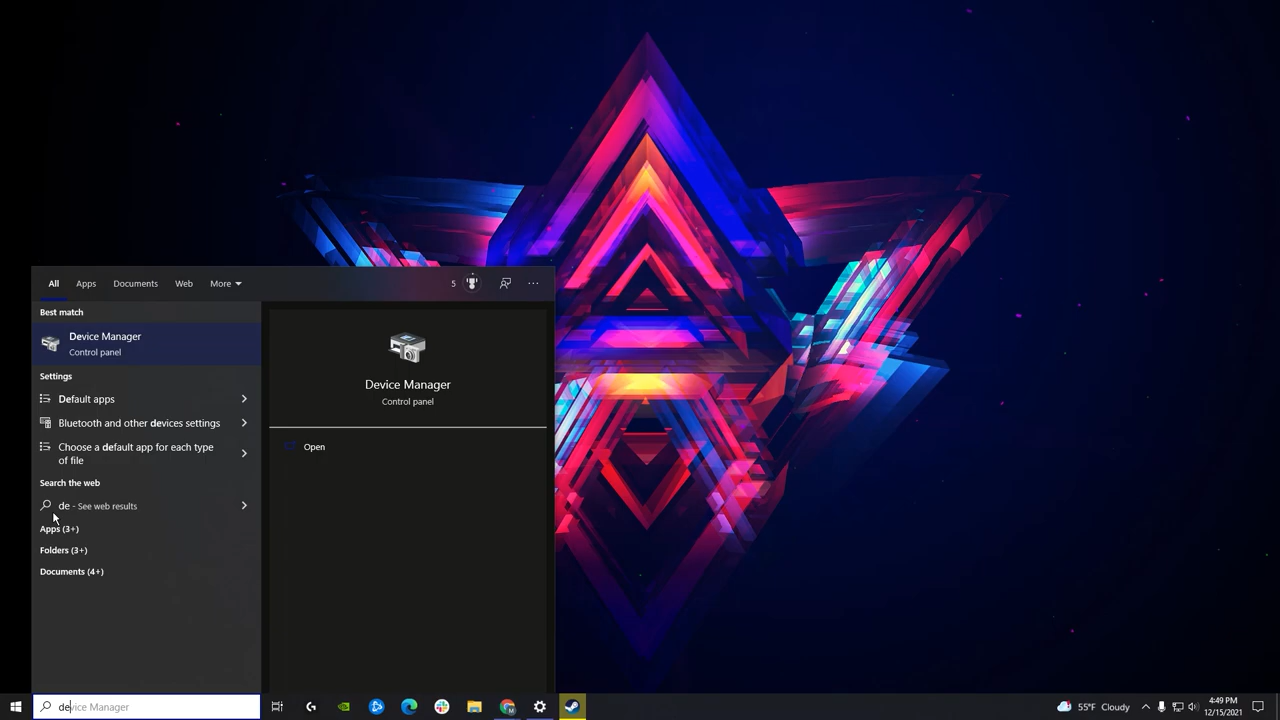 All Apps Documents Web More 5 ...
Best match
Device Manager
Control panel
Settings
Default apps
Bluetooth and other devices settings
Choose a default app for each type
of file
Search the web
de - See web results
Apps (3+)
Folders (3+)
Documents (4+)
Device Manager
Control panel
Open
device Manager
55°F Cloudy
4:49 PM
12/15/2021